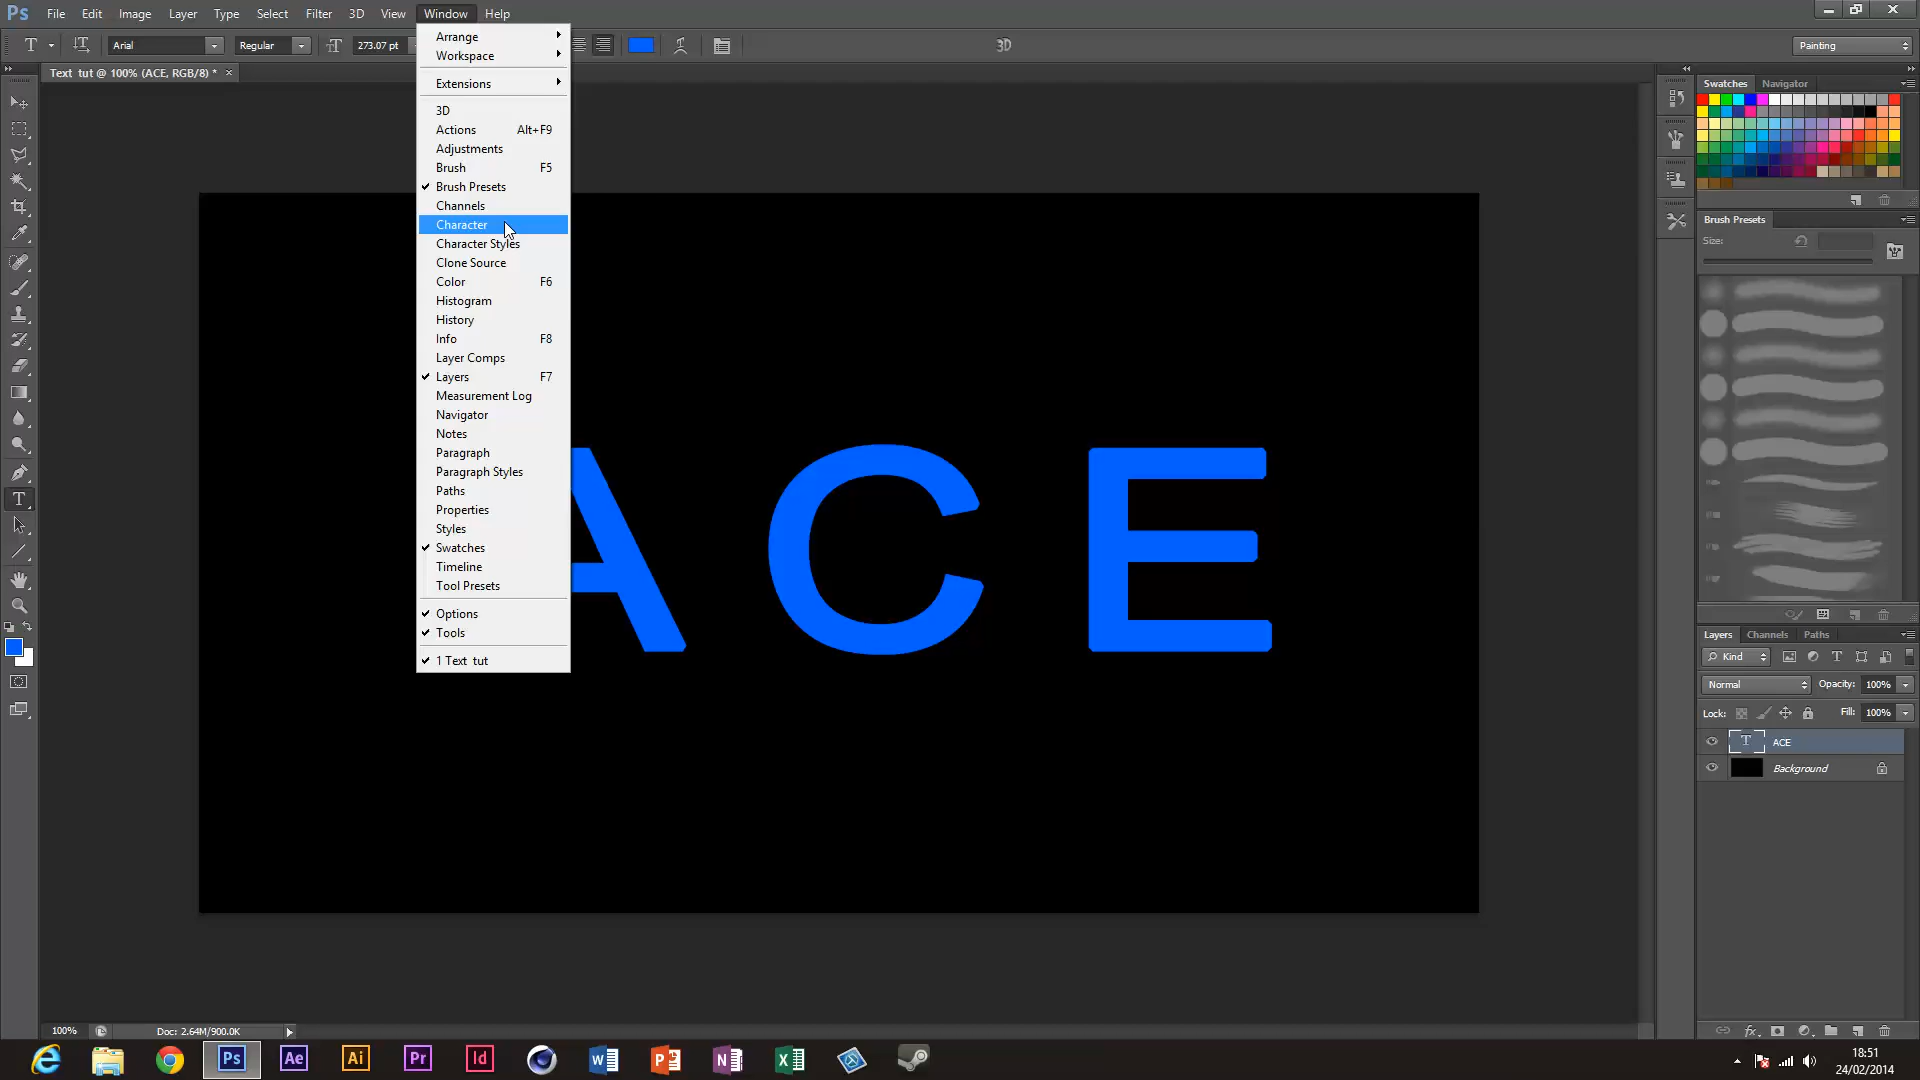 Ps File Edit Image Layer Type Select Filter 3D View Window Help
T Arial Regular 273.07 pt 3D Painting
Text tut @ 100% (ACE, RGB/8) * ×
Arrange
Workspace
Extensions
3D
Actions Alt+F9
Adjustments
Brush F5
Brush Presets
Channels
Character
Character Styles
Clone Source
Color F6
Histogram
History
Info F8
Layer Comps
Layers F7
Measurement Log
Navigator
Notes
Paragraph
Paragraph Styles
Paths
Properties
Styles
Swatches
Timeline
Tool Presets
Options
Tools
1 Text tut
ACE
Swatches Navigator
Brush Presets
Size:
Layers Channels Paths
Kind
Normal Opacity: 100%
Lock: Fill: 100%
T ACE
Background
100% Doc: 2.64M/900.0K
Ps Ae Ai Pr Id
18:51
24/02/2014